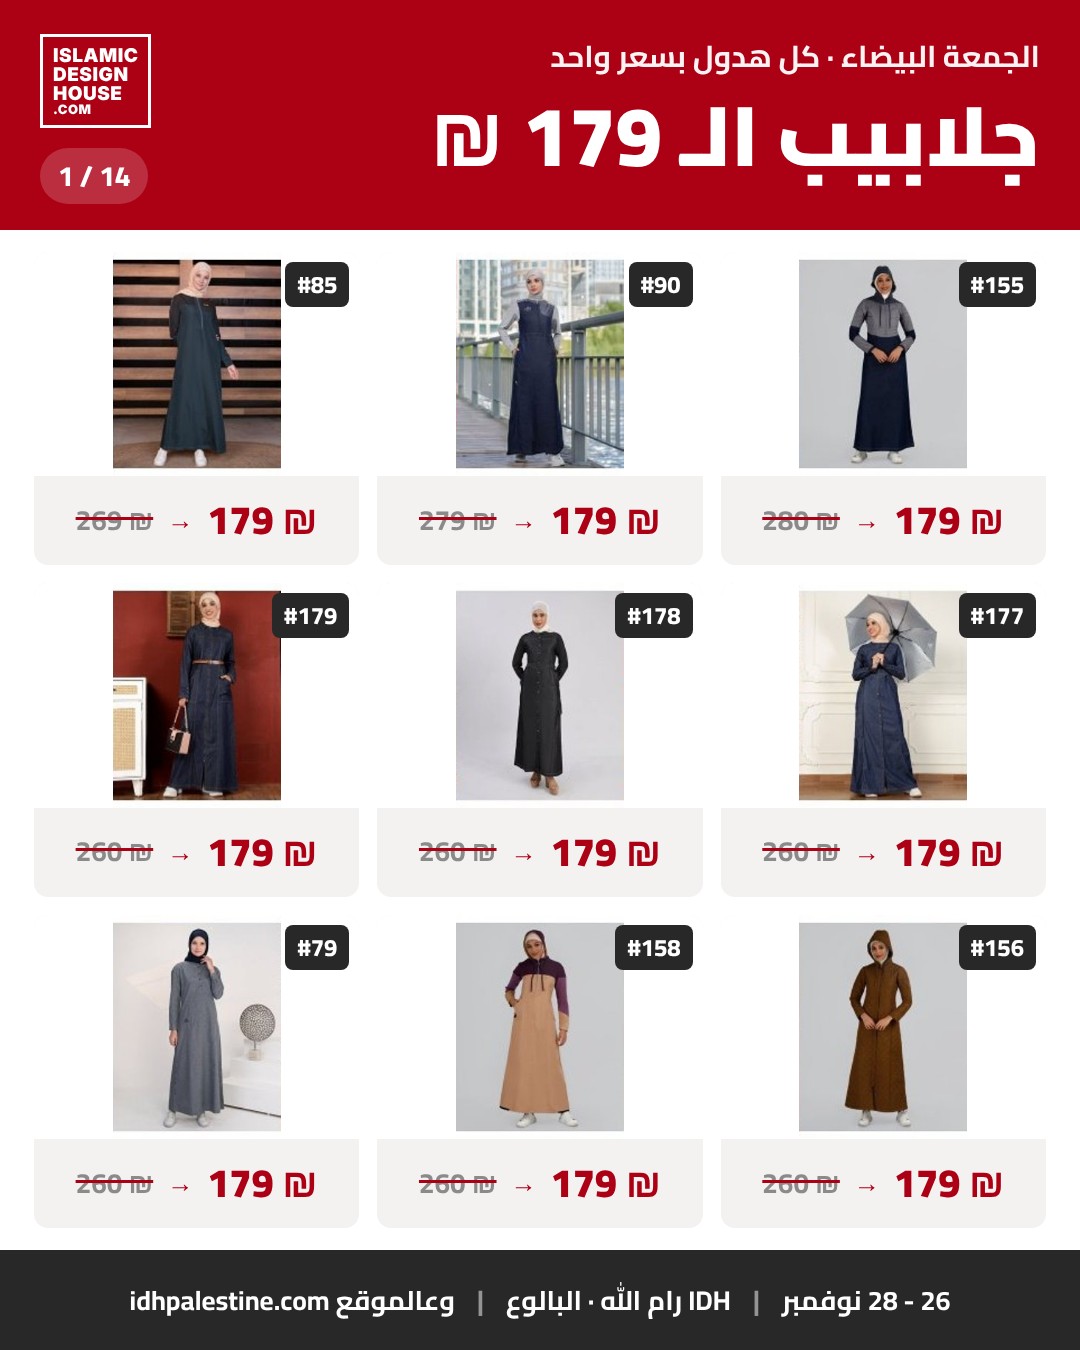 الجمعة البيضاء · كل هدول بسعر واحد
جلابيب الـ 179 ₪
ISLAMIC
DESIGN
HOUSE
.COM
1 / 14
#155
280 ₪ → 179 ₪
#90
279 ₪ → 179 ₪
#85
269 ₪ → 179 ₪
#177
260 ₪ → 179 ₪
#178
260 ₪ → 179 ₪
#179
260 ₪ → 179 ₪
#156
260 ₪ → 179 ₪
#158
260 ₪ → 179 ₪
#79
260 ₪ → 179 ₪
26 - 28 نوفمبر | IDH رام الله · البالوع | وعالموقع idhpalestine.com